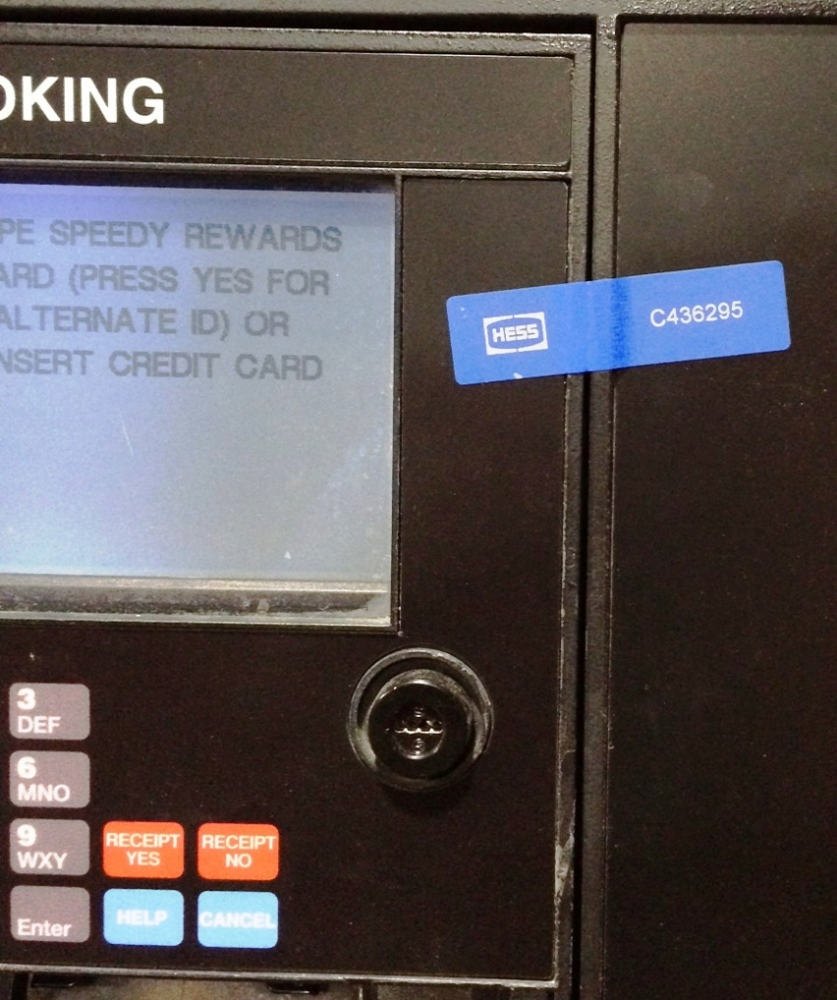 OKING
PE SPEEDY REWARDS
ARD (PRESS YES FOR
ALTERNATE ID) OR
NSERT CREDIT CARD
HESS
C436295
3
DEF
6
MNO
9
WXY
RECEIPT
YES
RECEIPT
NO
Enter
HELP
CANCEL